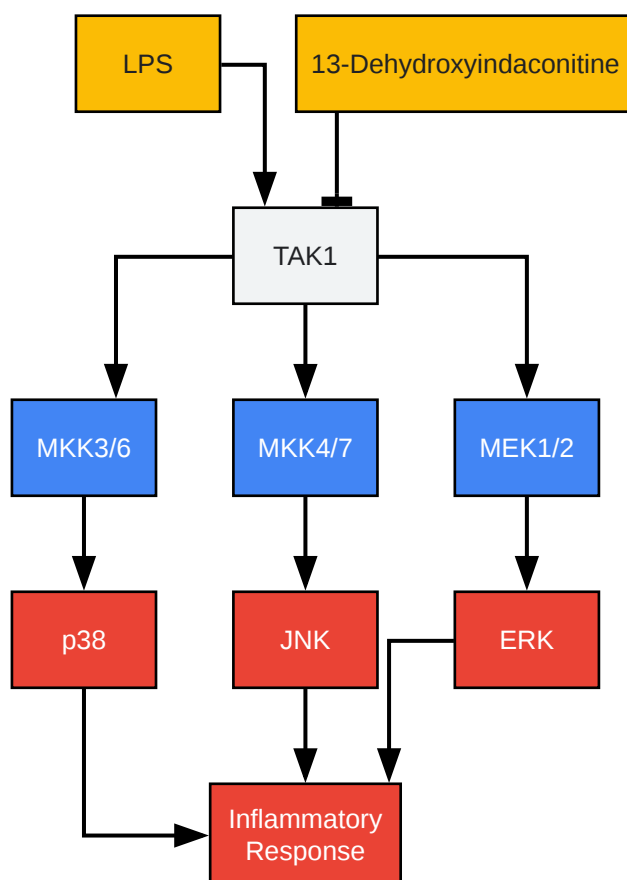 LPS
13-Dehydroxyindaconitine
TAK1
MKK3/6
MKK4/7
MEK1/2
p38
JNK
ERK
Inflammatory
Response